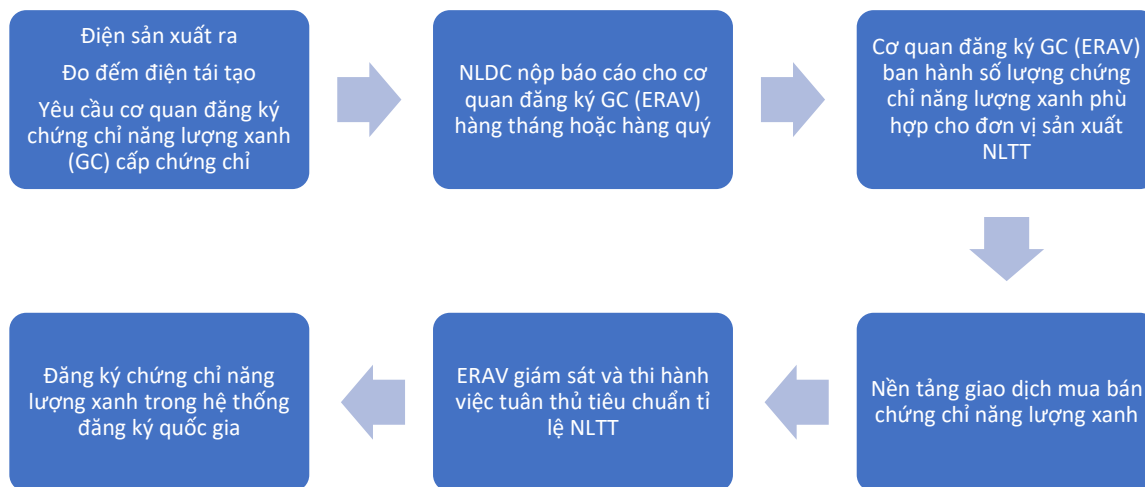 Điện sản xuất ra
Đo đếm điện tái tạo
Yêu cầu cơ quan đăng ký
chứng chỉ năng lượng xanh
(GC) cấp chứng chỉ
NLDC nộp báo cáo cho cơ
quan đăng ký GC (ERAV)
hàng tháng hoặc hàng quý
Cơ quan đăng ký GC (ERAV)
ban hành số lượng chứng
chỉ năng lượng xanh phù
hợp cho đơn vị sản xuất
NLTT
Nền tảng giao dịch mua bán
chứng chỉ năng lượng xanh
ERAV giám sát và thi hành
việc tuân thủ tiêu chuẩn tỉ
lệ NLTT
Đăng ký chứng chỉ năng
lượng xanh trong hệ thống
đăng ký quốc gia